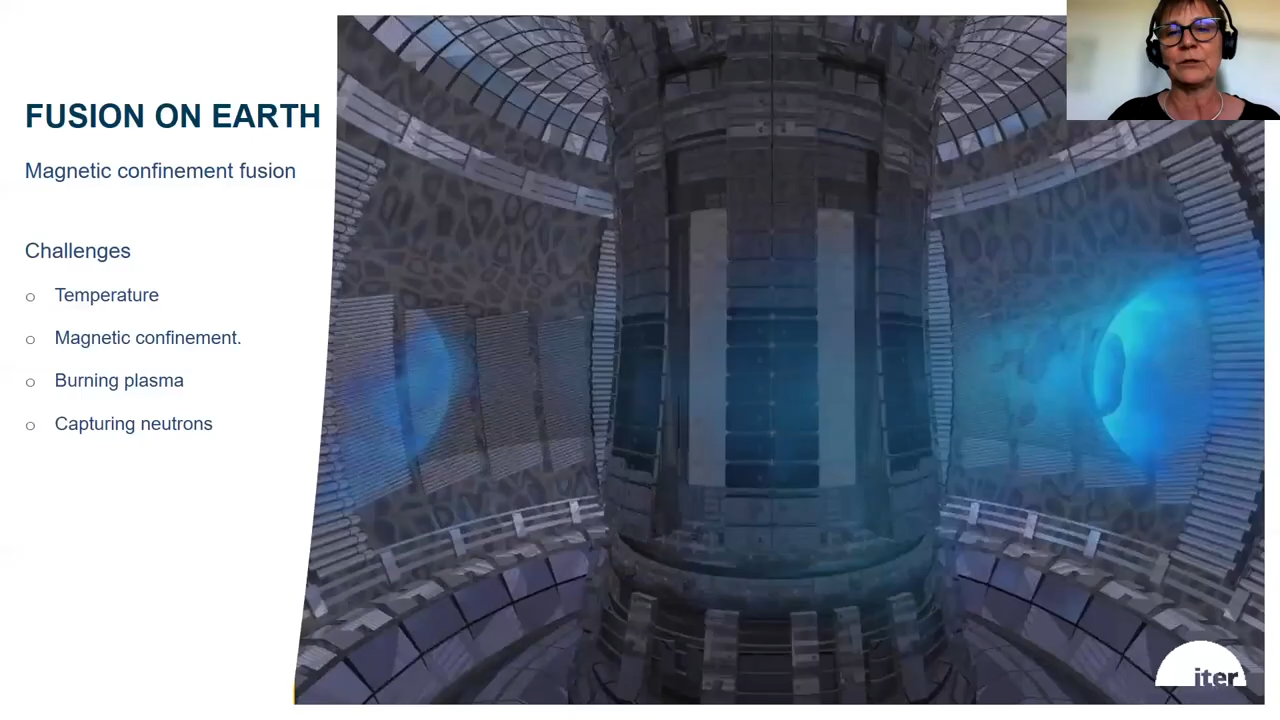 FUSION ON EARTH
Magnetic confinement fusion
Challenges
Temperature
Magnetic confinement.
Burning plasma
Capturing neutrons
iter